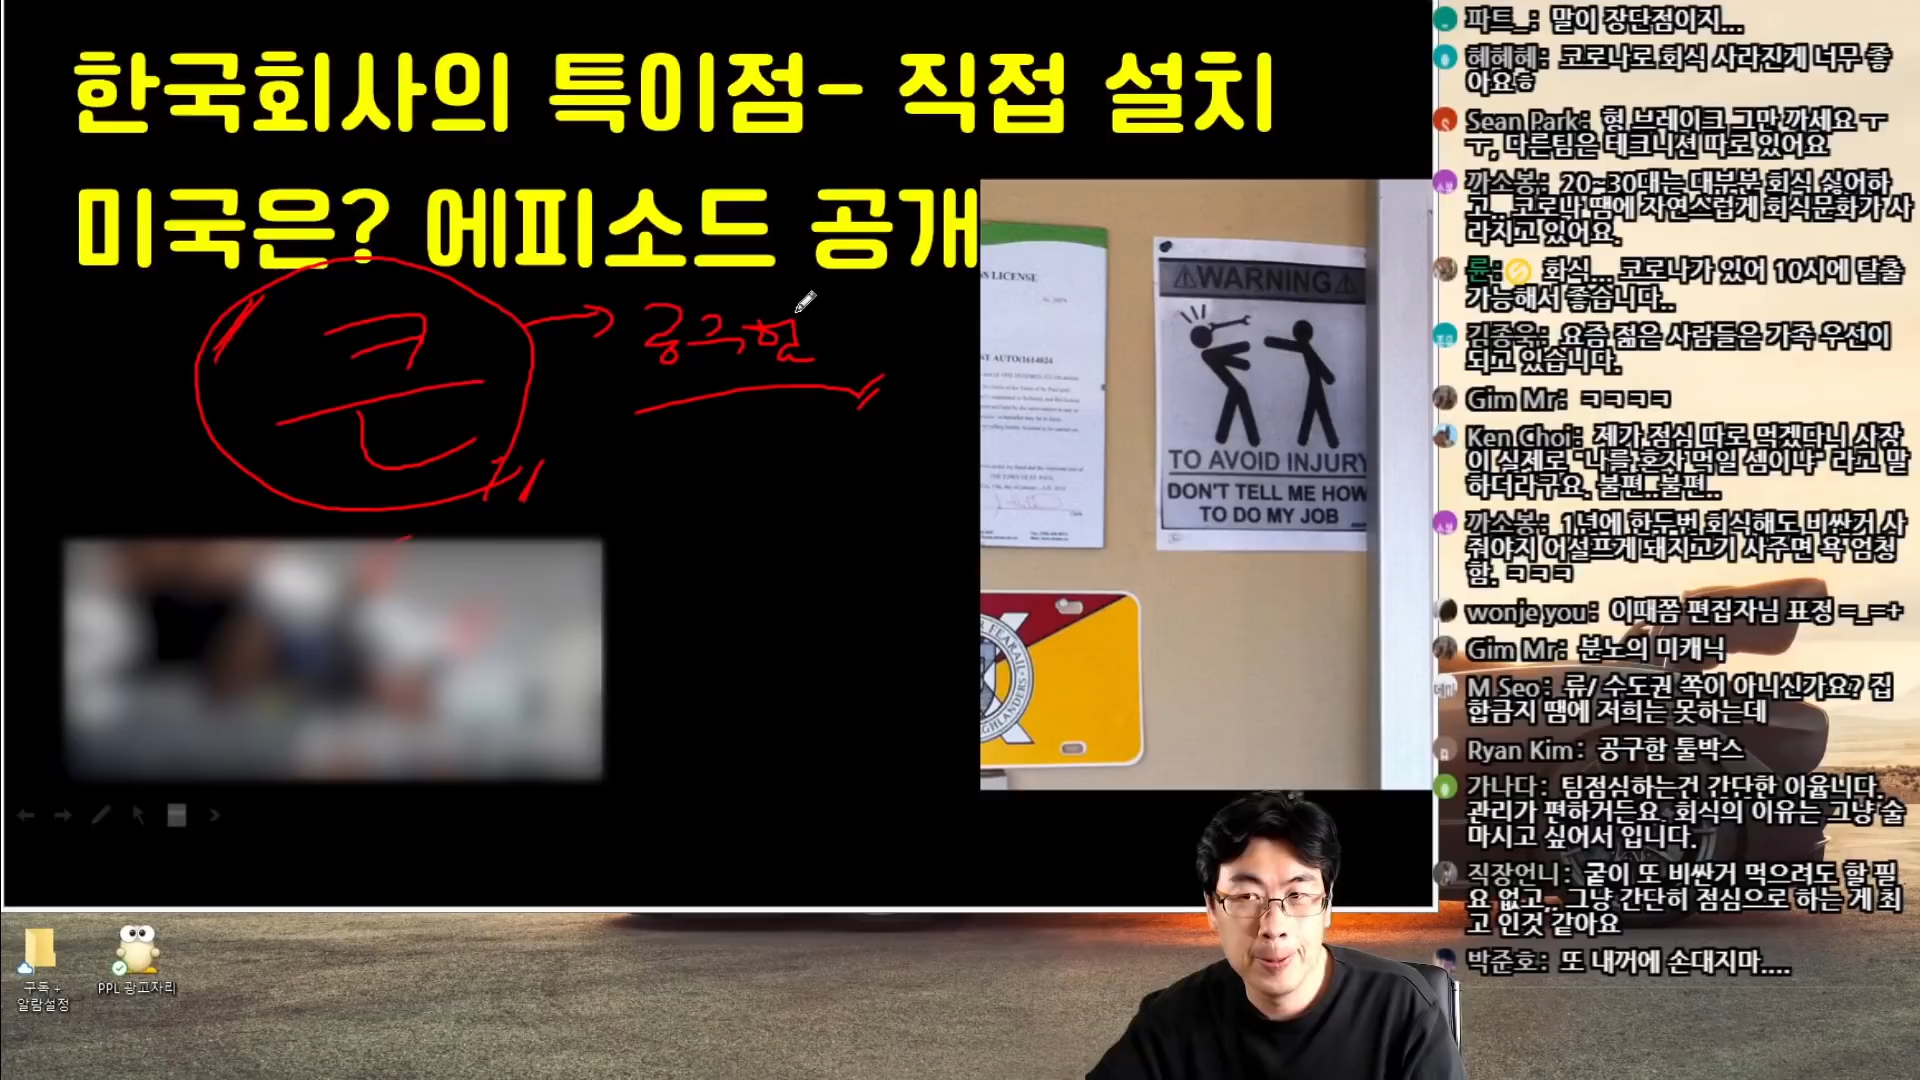 한국회사의 특이점- 직접 설치
미국은? 에피소드 공개
큰
공구함
LICENSE
WARNING
TO AVOID INJURY
DON'T TELL ME HOW
TO DO MY JOB
FEARAIL
HIGHLANDERS
구독 +
알람설정
PPL 광고자리
파트_: 말이 장단점이지...
헤헤헤: 코로나로 회식 사라진게 너무 좋
아요ㅎ
Sean Park: 형 브레이크 그만 까세요 ㅜ
ㅜ, 다른팀은 테크니션 따로 있어요
까소봉: 20~30대는 대부분 회식 싫어하
고.. 코로나 땜에 자연스럽게 회식문화가 사
라지고 있어요.
륜: 화식... 코로나가 있어 10시에 탈출
가능해서 좋습니다..
김종욱: 요즘 젊은 사람들은 가족 우선이
되고 있습니다.
Gim Mr: ㅋㅋㅋㅋ
Ken Choi: 제가 점심 따로 먹겠다니 사장
이 실제로 "나를 혼자 먹일 셈이냐" 라고 말
하더라구요. 불편..불편..
까소봉: 1년에 한두번 회식해도 비싼거 사
줘야지 어설프게 돼지고기 사주면 욕 엄청
함. ㅋㅋㅋ
wonje you: 이때쯤 편집자님 표정 =_=+
Gim Mr: 분노의 미캐닉
M Seo: 륜/ 수도권 쪽이 아니신가요? 집
합금지 땜에 저희는 못하는데
Ryan Kim: 공구함 툴박스
가나다: 팀점심하는건 간단한 이윱니다.
관리가 편하거든요. 회식의 이유는 그냥 술
마시고 싶어서 입니다.
직장언니: 굳이 또 비싼거 먹으려도 할 필
요 없고,, 그냥 간단히 점심으로 하는 게 최
고 인것 같아요
박준호: 또 내꺼에 손대지마....